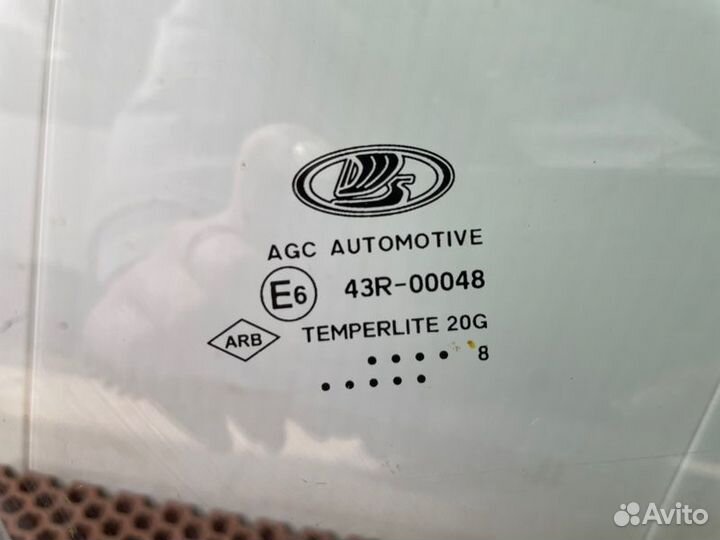 AGC AUTOMOTIVE
E6 43R-00048
ARB TEMPERLITE 20G
•••• 8
•••••
Avito